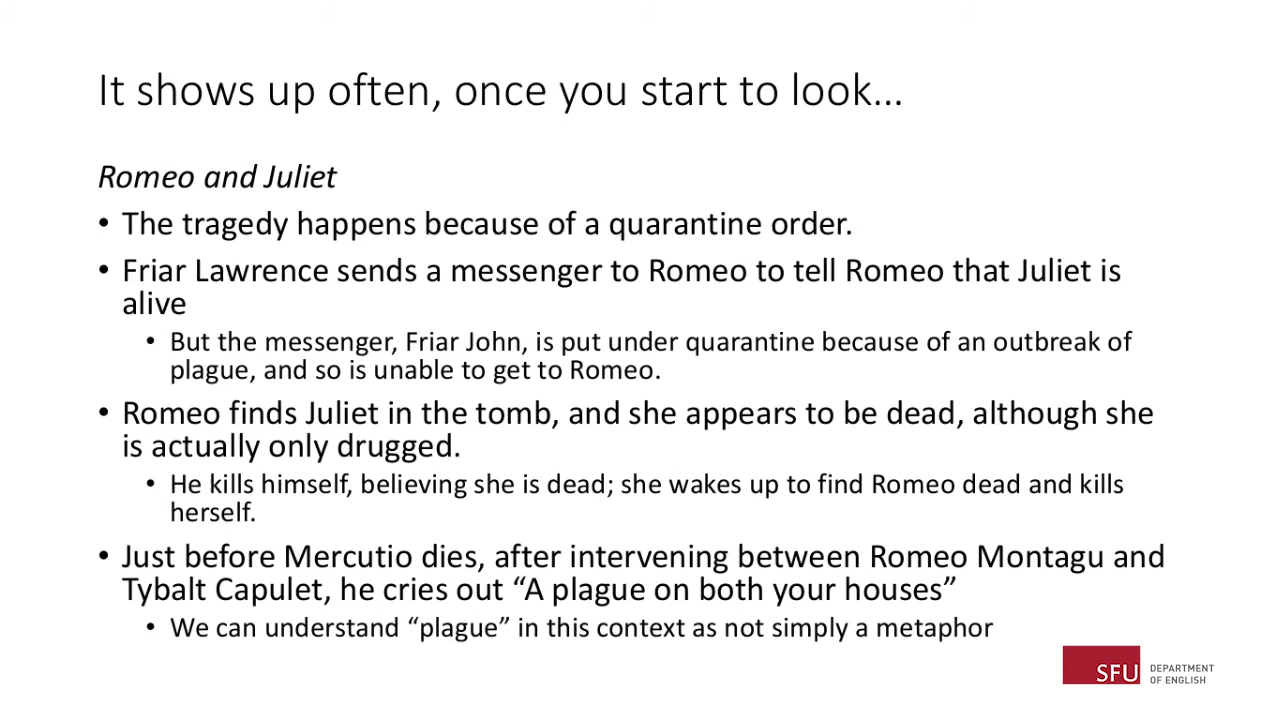 It shows up often, once you start to look…
Romeo and Juliet
• The tragedy happens because of a quarantine order.
• Friar Lawrence sends a messenger to Romeo to tell Romeo that Juliet is
alive
• But the messenger, Friar John, is put under quarantine because of an outbreak of
plague, and so is unable to get to Romeo.
• Romeo finds Juliet in the tomb, and she appears to be dead, although she
is actually only drugged.
• He kills himself, believing she is dead; she wakes up to find Romeo dead and kills
herself.
• Just before Mercutio dies, after intervening between Romeo Montagu and
Tybalt Capulet, he cries out “A plague on both your houses”
• We can understand “plague” in this context as not simply a metaphor
SFU
DEPARTMENT
OF ENGLISH